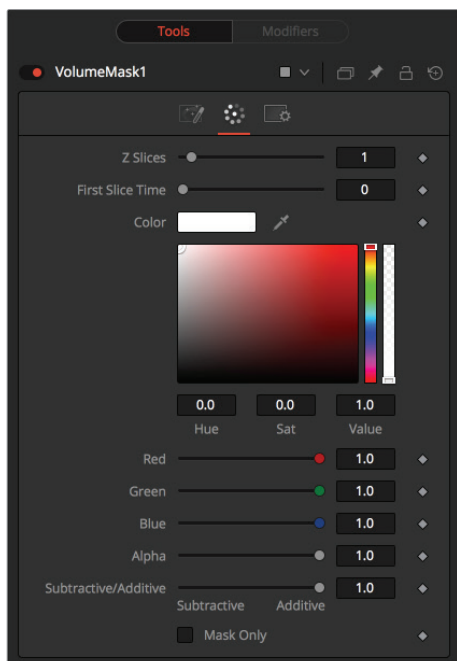 Tools Modifiers
VolumeMask1
Z Slices 1
First Slice Time 0
Color
0.0 0.0 1.0
Hue Sat Value
Red 1.0
Green 1.0
Blue 1.0
Alpha 1.0
Subtractive/Additive 1.0
Subtractive Additive
Mask Only